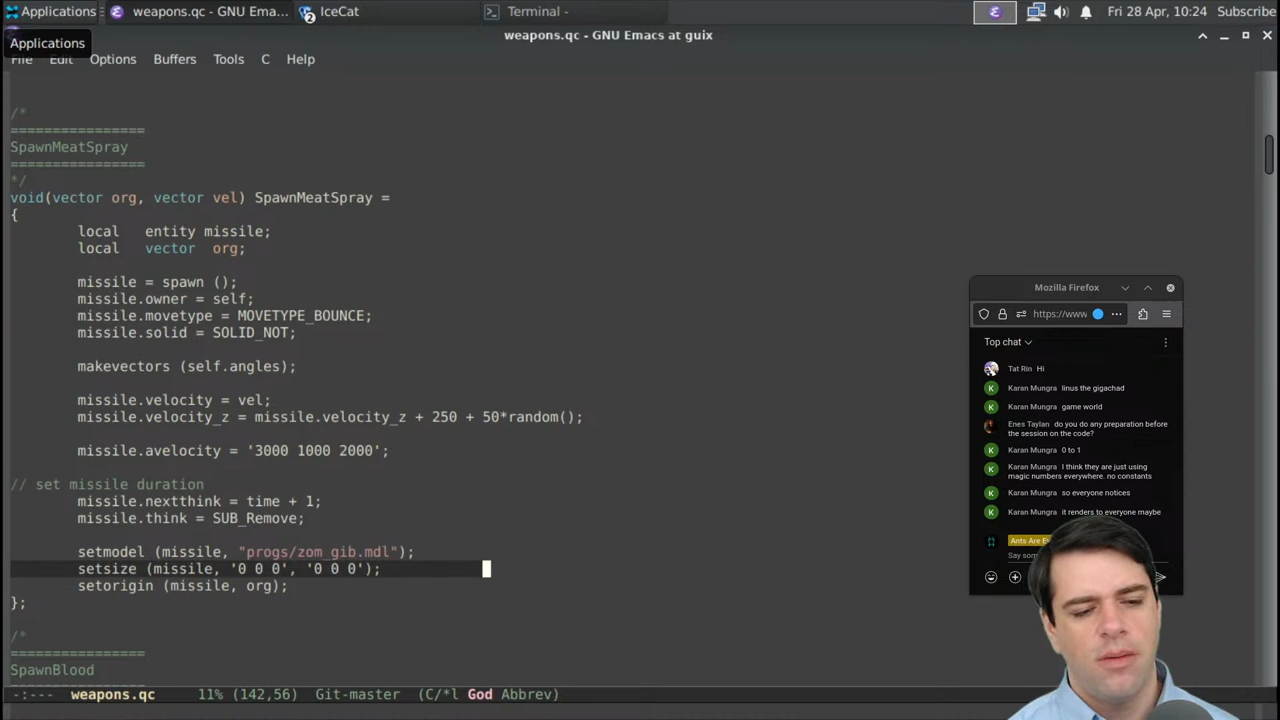 Applications
weapons.qc - GNU Ema...
2
IceCat
Terminal -
Fri 28 Apr, 10:24
Subscribe
Applications
weapons.qc - GNU Emacs at guix
File Edit Options Buffers Tools C Help
/*
================
SpawnMeatSpray
================
*/
void(vector org, vector vel) SpawnMeatSpray =
{
local entity missile;
local vector org;
missile = spawn ();
missile.owner = self;
missile.movetype = MOVETYPE_BOUNCE;
missile.solid = SOLID_NOT;
makevectors (self.angles);
missile.velocity = vel;
missile.velocity_z = missile.velocity_z + 250 + 50*random();
missile.avelocity = '3000 1000 2000';
// set missile duration
missile.nextthink = time + 1;
missile.think = SUB_Remove;
setmodel (missile, "progs/zom_gib.mdl");
setsize (missile, '0 0 0', '0 0 0');
setorigin (missile, org);
};
/*
================
SpawnBlood
-:--- weapons.qc 11% (142,56) Git-master (C/*l God Abbrev)
Mozilla Firefox
https://www
Top chat
Tat Rin Hi
K Karan Mungra linus the gigachad
K Karan Mungra game world
Enes Taylan do you do any preparation before
the session on the code?
K Karan Mungra 0 to 1
K Karan Mungra I think they are just using
magic numbers everywhere. no constants
K Karan Mungra so everyone notices
K Karan Mungra it renders to everyone maybe
Ants Are
Say